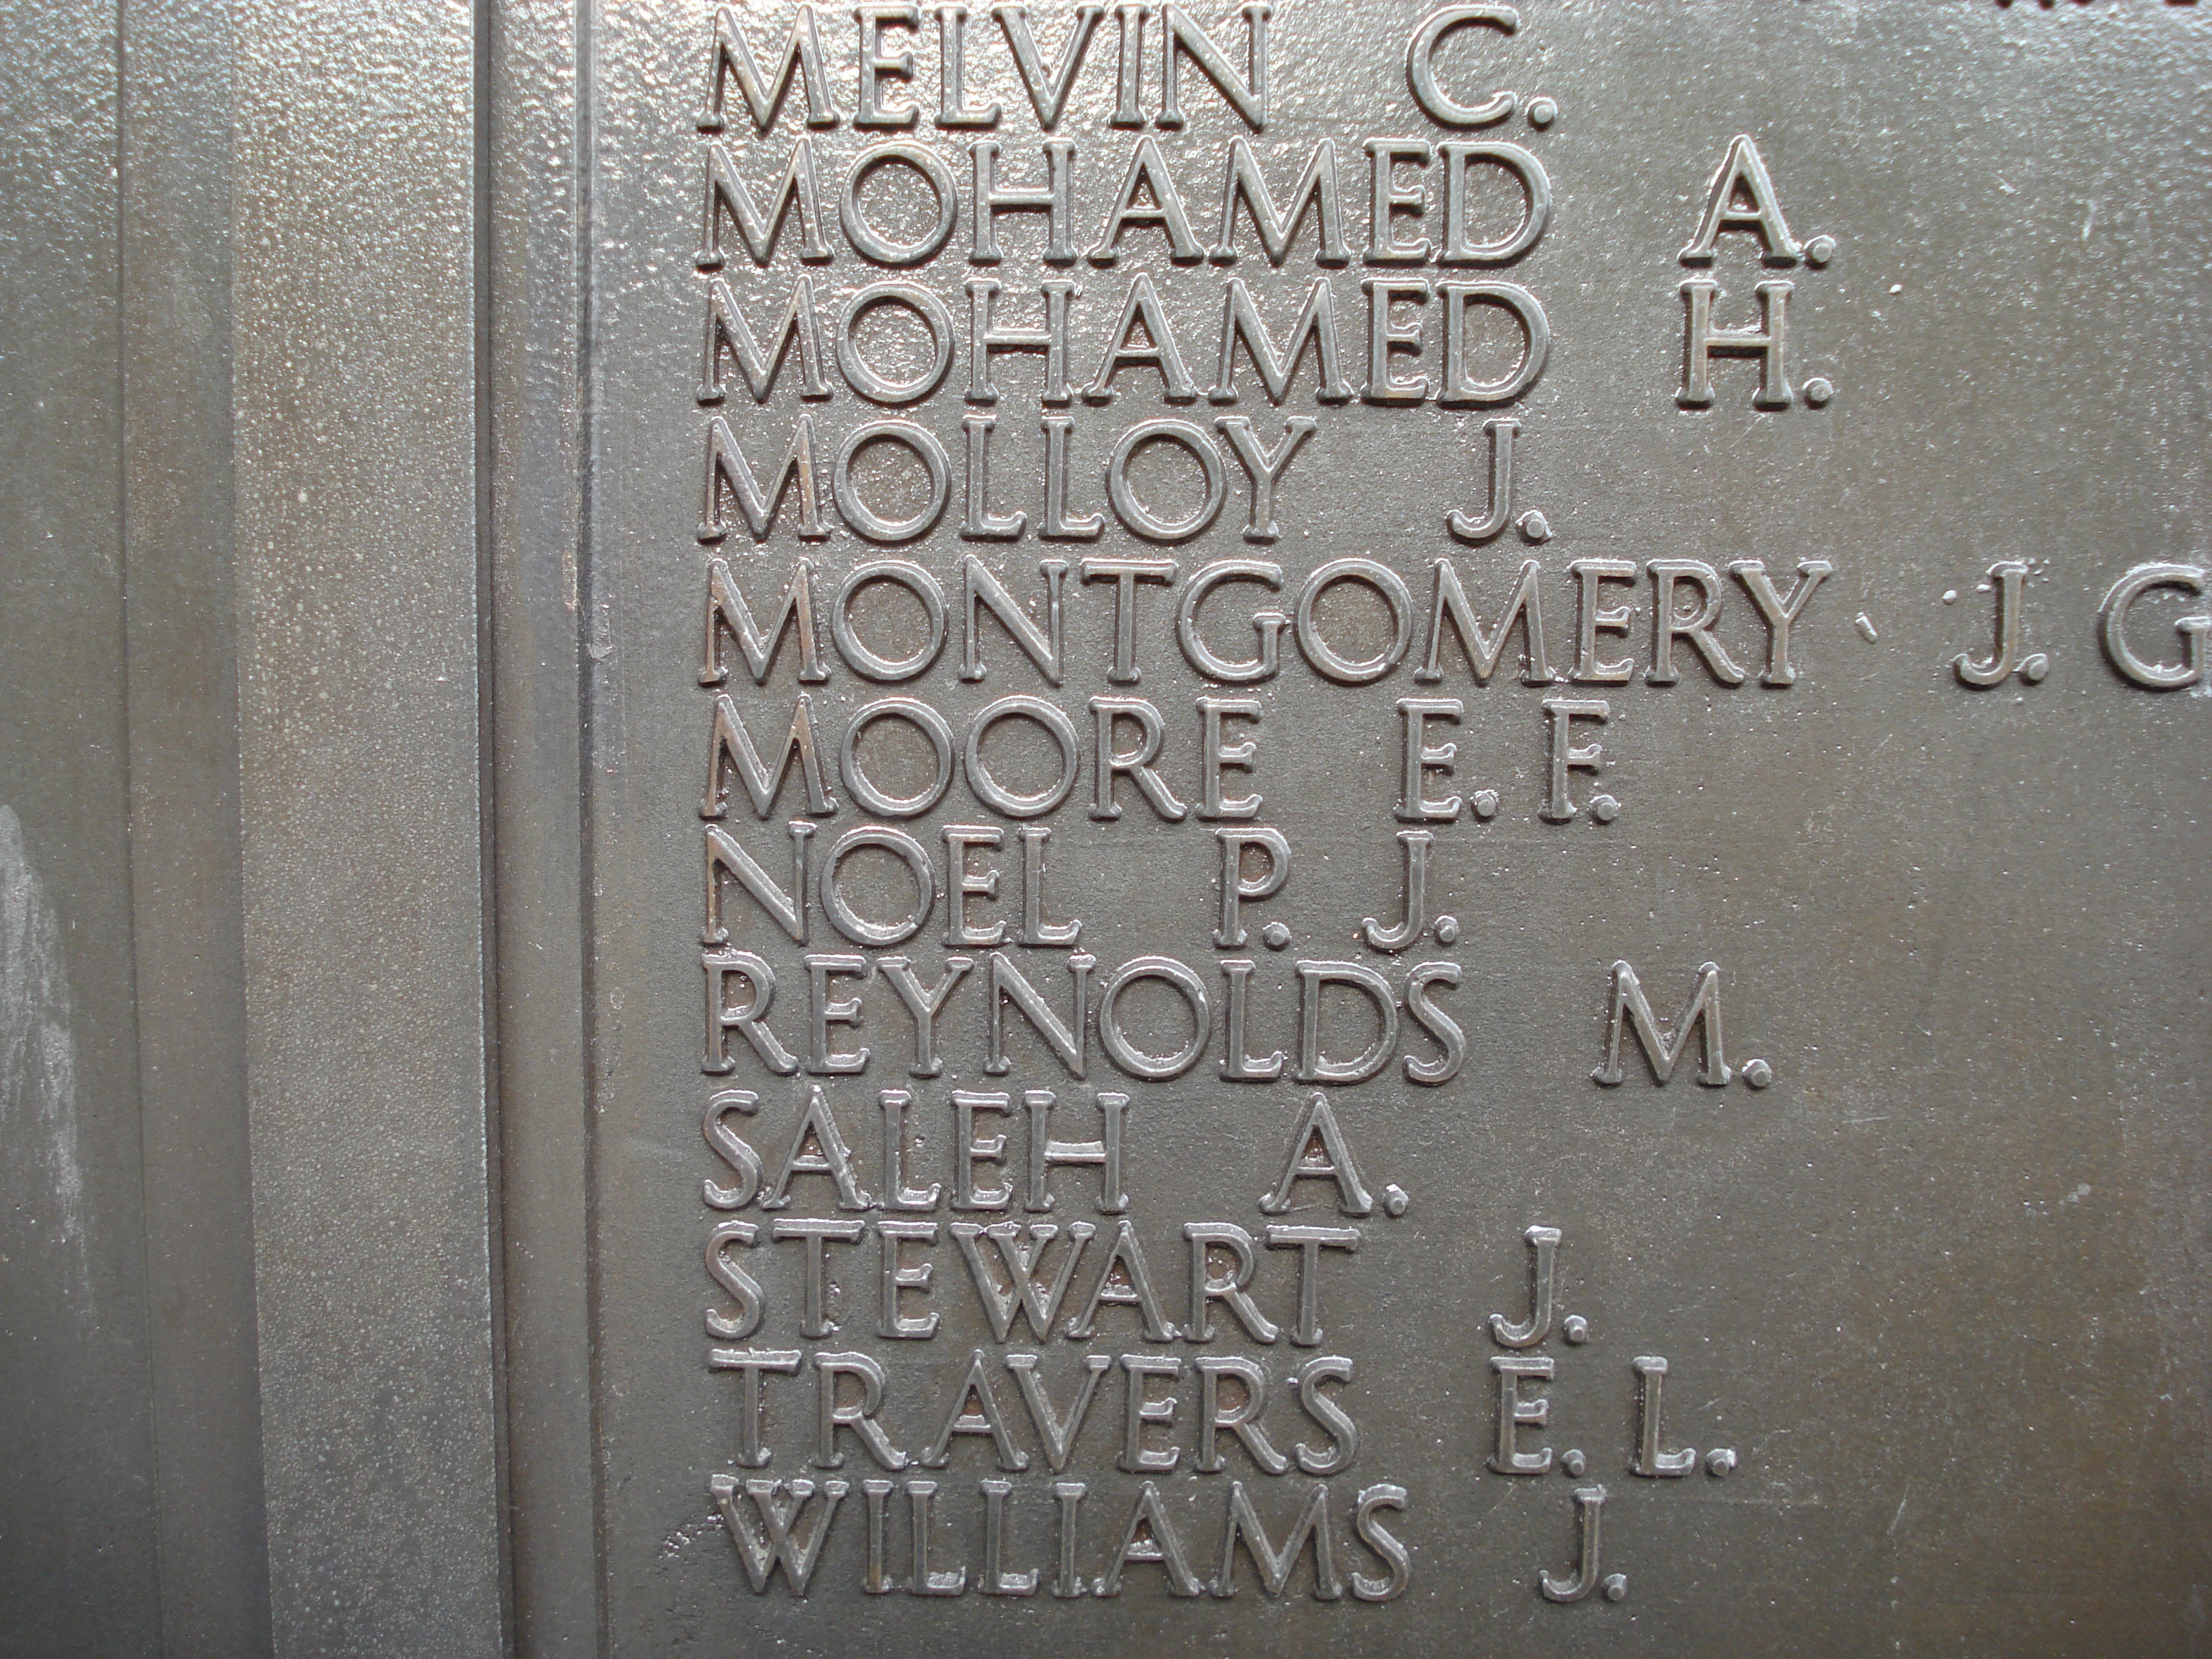 MELVIN C.
MOHAMED A.
MOHAMED H.
MOLLOY J.
MONTGOMERY J. G
MOORE E. F.
NOEL P. J.
REYNOLDS M.
SALEH A.
STEWART J.
TRAVERS E. L.
WILLIAMS J.